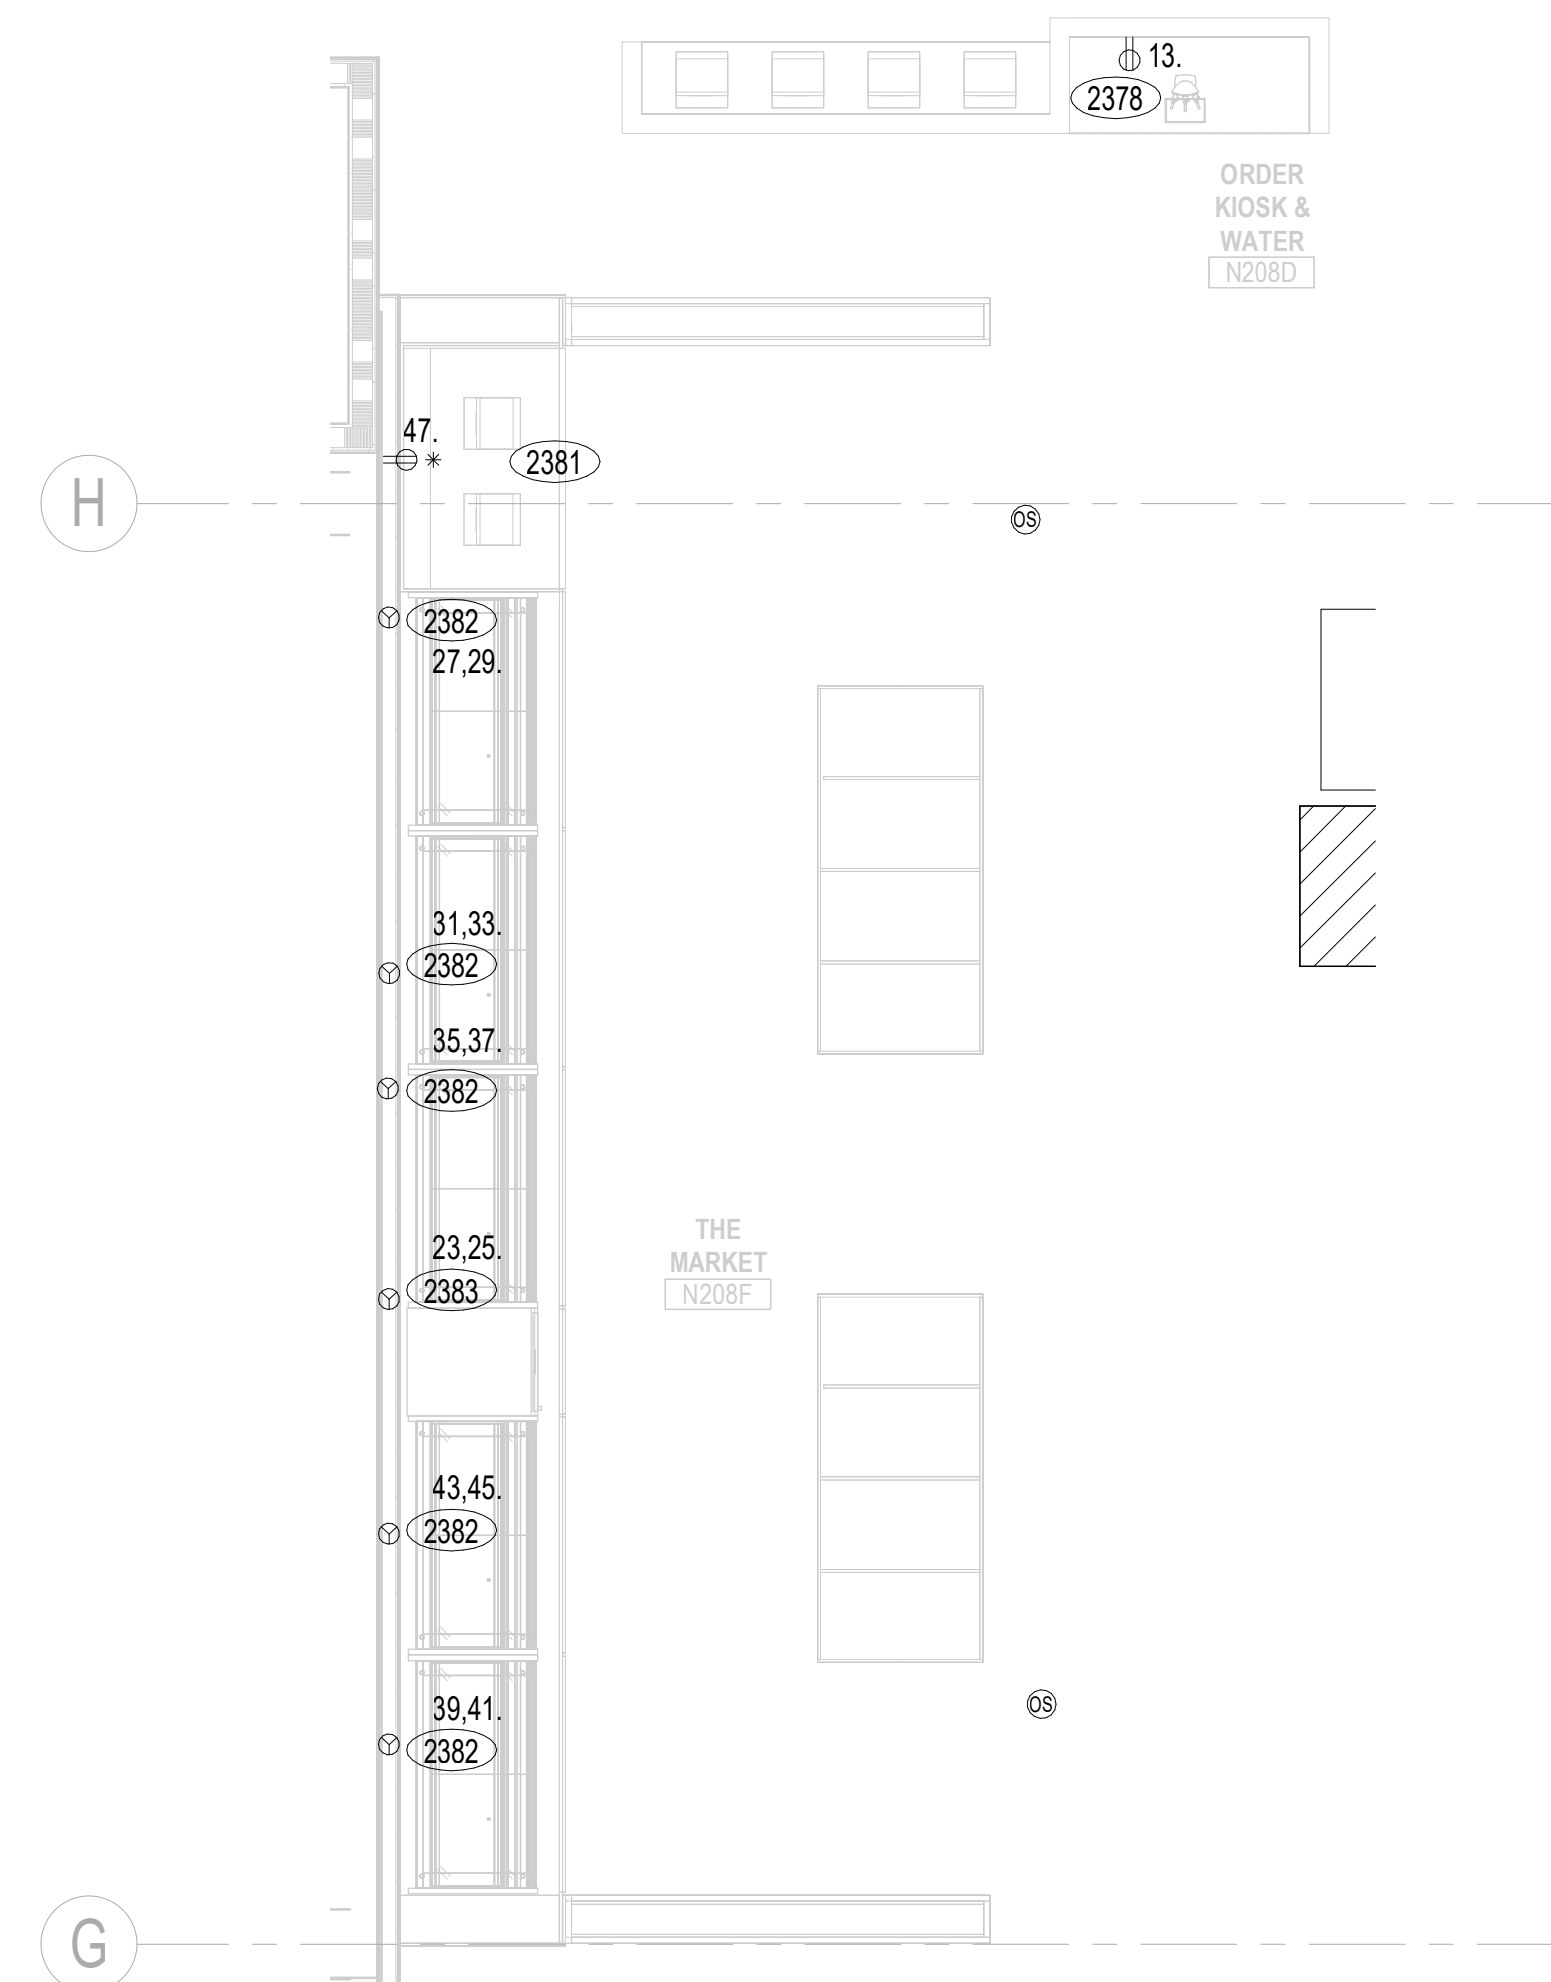 13.
2378
ORDER
KIOSK &
WATER
N208D
47.
2381
H
OS
2382
27,29.
31,33.
2382
35,37.
2382
THE
MARKET
N208F
23,25.
2383
43,45.
2382
39,41.
2382
OS
G